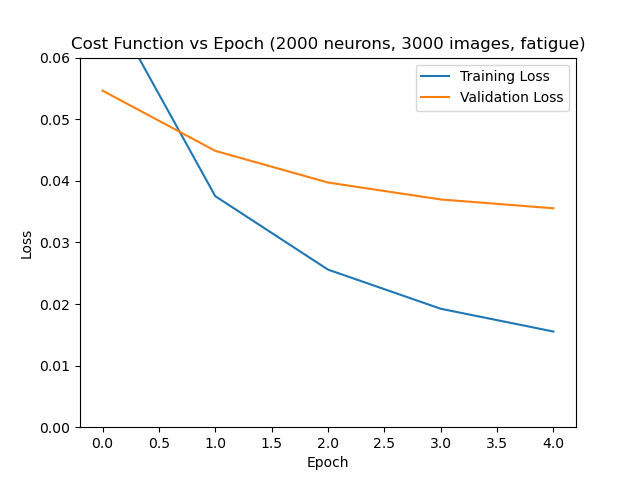 Cost Function vs Epoch (2000 neurons, 3000 images, fatigue)
Training Loss
Validation Loss
0.06
0.05
0.04
0.03
0.02
0.01
0.00
Loss
0.0 0.5 1.0 1.5 2.0 2.5 3.0 3.5 4.0
Epoch